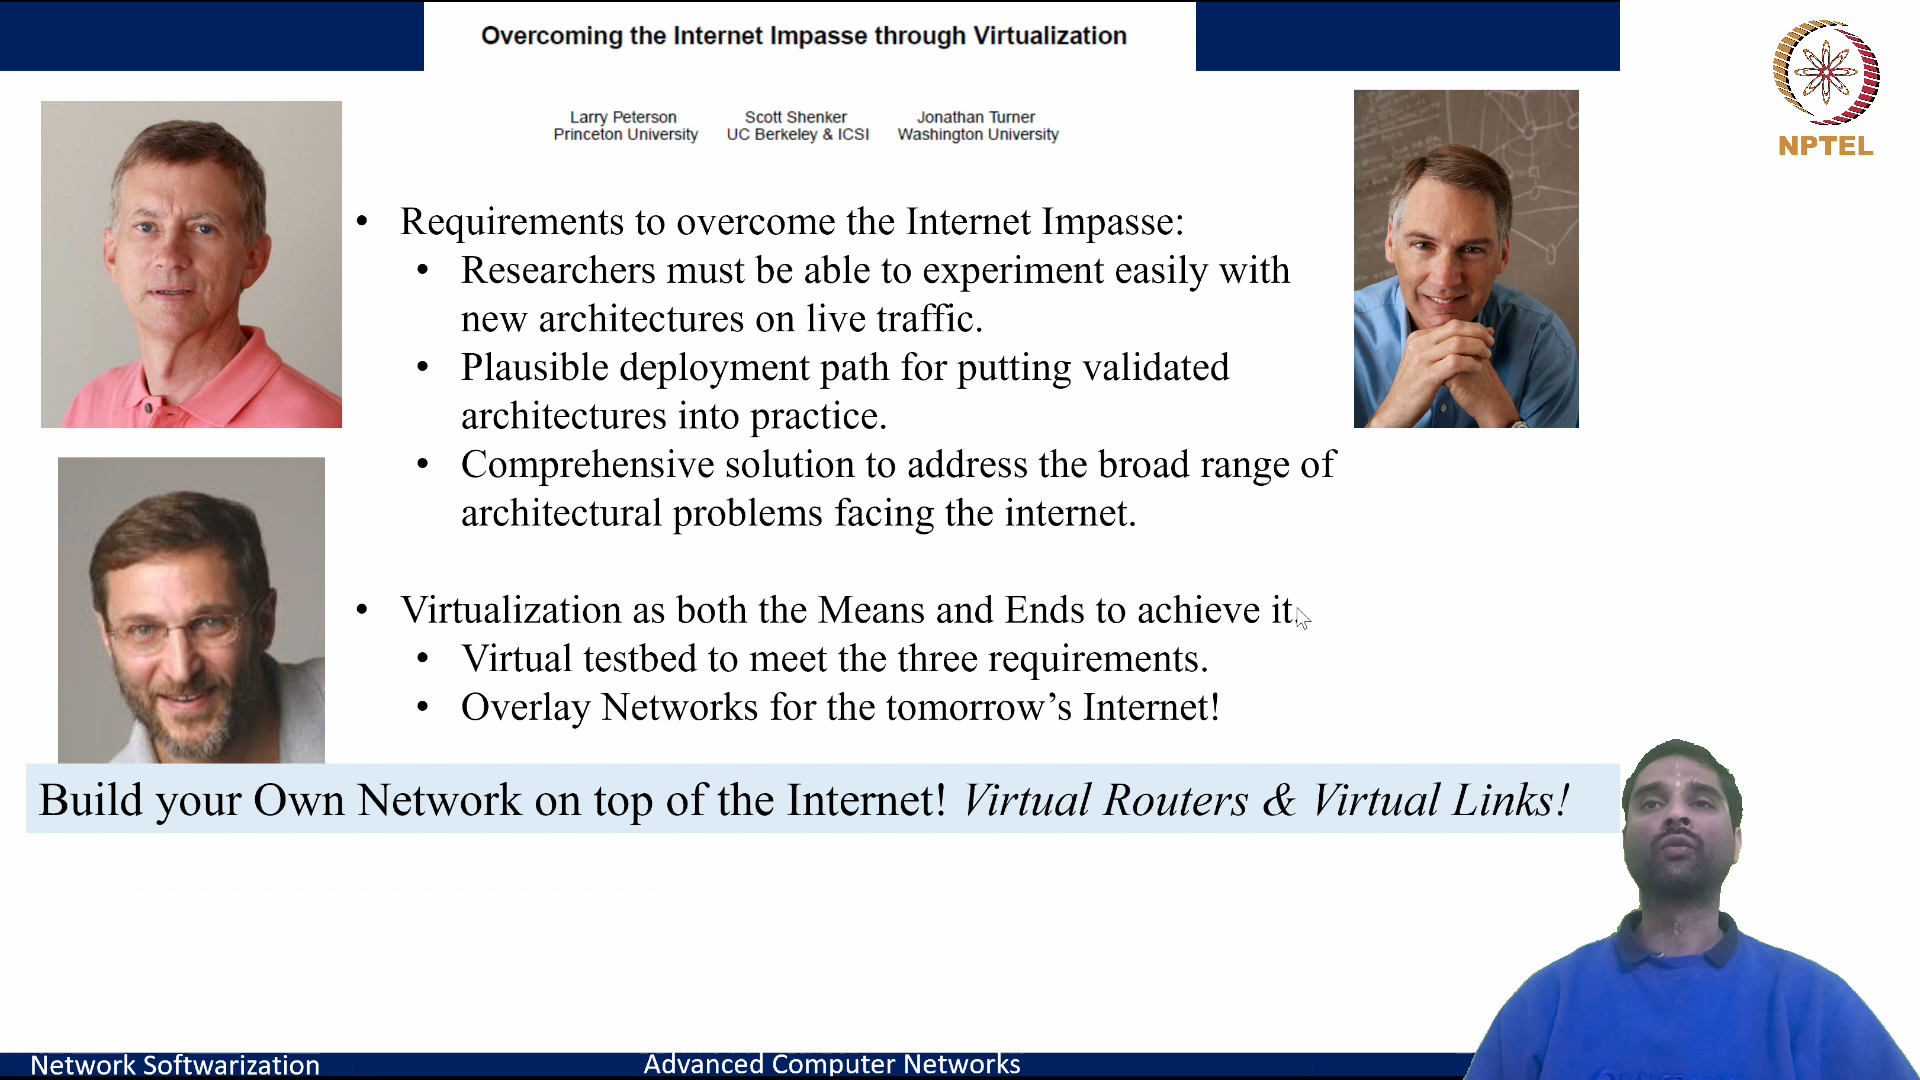 Overcoming the Internet Impasse through Virtualization
Larry Peterson Scott Shenker Jonathan Turner
Princeton University UC Berkeley & ICSI Washington University
NPTEL
• Requirements to overcome the Internet Impasse:
• Researchers must be able to experiment easily with
new architectures on live traffic.
• Plausible deployment path for putting validated
architectures into practice.
• Comprehensive solution to address the broad range of
architectural problems facing the internet.
• Virtualization as both the Means and Ends to achieve it.
• Virtual testbed to meet the three requirements.
• Overlay Networks for the tomorrow’s Internet!
Build your Own Network on top of the Internet! Virtual Routers & Virtual Links!
Network Softwarization Advanced Computer Networks